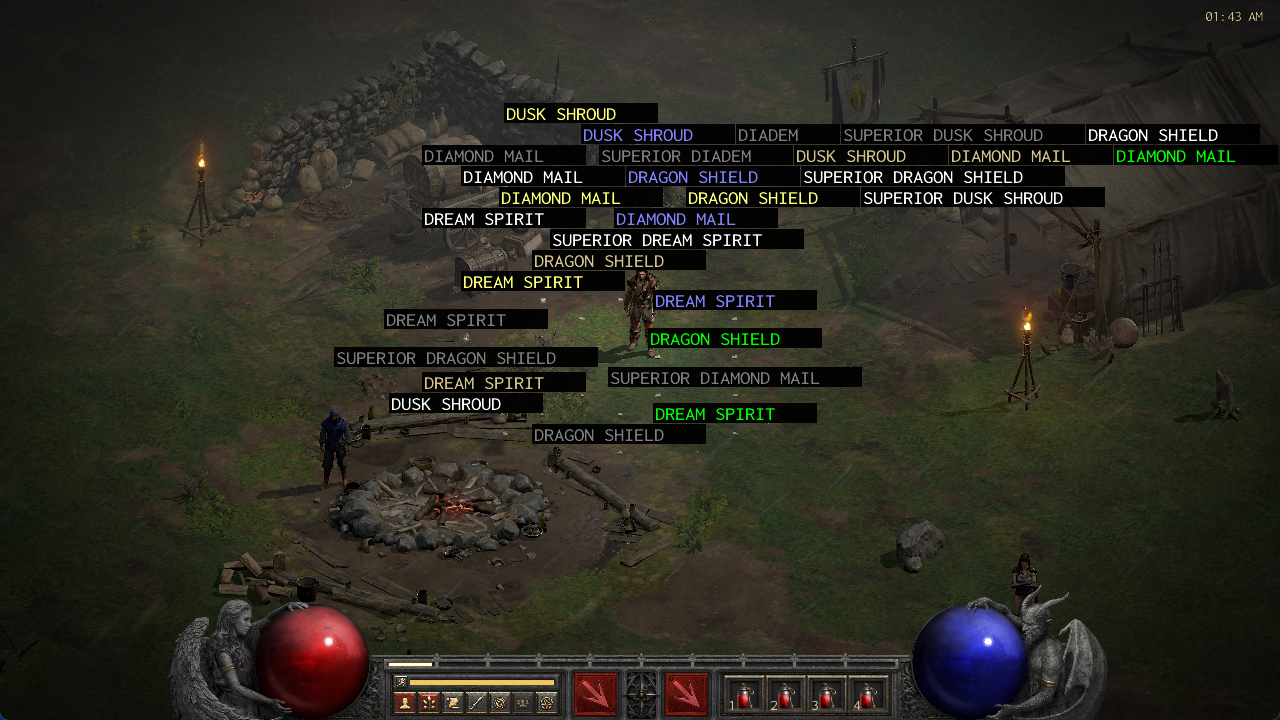 01:43 AM
DUSK SHROUD
DUSK SHROUD DIADEM SUPERIOR DUSK SHROUD DRAGON SHIELD
DIAMOND MAIL SUPERIOR DIADEM DUSK SHROUD DIAMOND MAIL DIAMOND MAIL
DIAMOND MAIL DRAGON SHIELD SUPERIOR DRAGON SHIELD
DIAMOND MAIL DRAGON SHIELD SUPERIOR DUSK SHROUD
DREAM SPIRIT DIAMOND MAIL
SUPERIOR DREAM SPIRIT
DRAGON SHIELD
DREAM SPIRIT
DREAM SPIRIT
DREAM SPIRIT
DRAGON SHIELD
SUPERIOR DRAGON SHIELD
SUPERIOR DIAMOND MAIL
DREAM SPIRIT
DUSK SHROUD
DREAM SPIRIT
DRAGON SHIELD
1 2 3 4